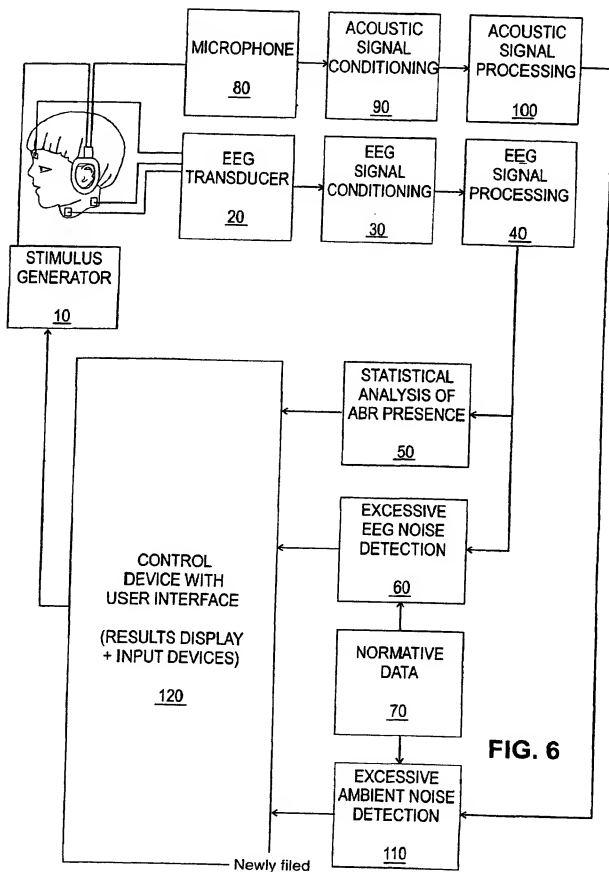 MICROPHONE
80
ACOUSTIC
SIGNAL
CONDITIONING
90
ACOUSTIC
SIGNAL
PROCESSING
100
EEG
TRANSDUCER
20
EEG
SIGNAL
CONDITIONING
30
EEG
SIGNAL
PROCESSING
40
STIMULUS
GENERATOR
10
STATISTICAL
ANALYSIS OF
ABR PRESENCE
50
EXCESSIVE
EEG NOISE
DETECTION
60
CONTROL
DEVICE WITH
USER INTERFACE
(RESULTS DISPLAY
+ INPUT DEVICES)
120
NORMATIVE
DATA
70
FIG. 6
EXCESSIVE
AMBIENT NOISE
DETECTION
110
Newly filed